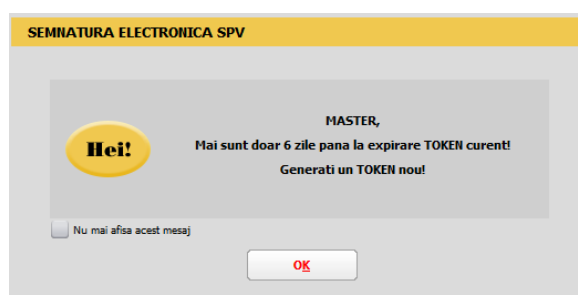 SEMNATURA ELECTRONICA SPV
MASTER,
Hei!
Mai sunt doar 6 zile pana la expirare TOKEN curent!
Generati un TOKEN nou!
Nu mai afisa acest mesaj
OK